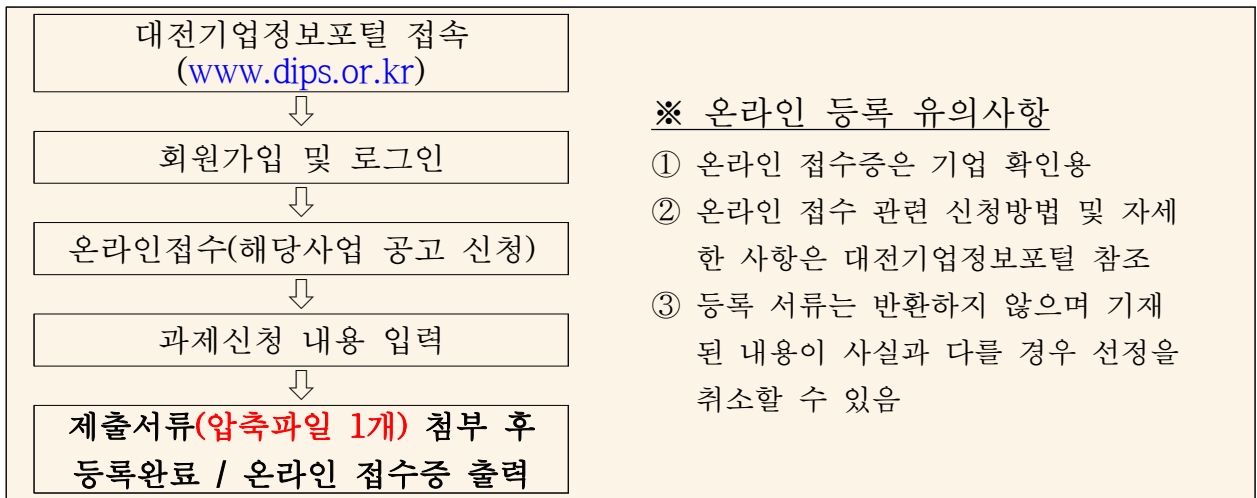 대전기업정보포털 접속
(www.dips.or.kr)
⇩
회원가입 및 로그인
⇩
온라인접수(해당사업 공고 신청)
⇩
과제신청 내용 입력
⇩
제출서류(압축파일 1개) 첨부 후
등록완료 / 온라인 접수증 출력
※ 온라인 등록 유의사항
① 온라인 접수증은 기업 확인용
② 온라인 접수 관련 신청방법 및 자세
한 사항은 대전기업정보포털 참조
③ 등록 서류는 반환하지 않으며 기재
된 내용이 사실과 다를 경우 선정을
취소할 수 있음